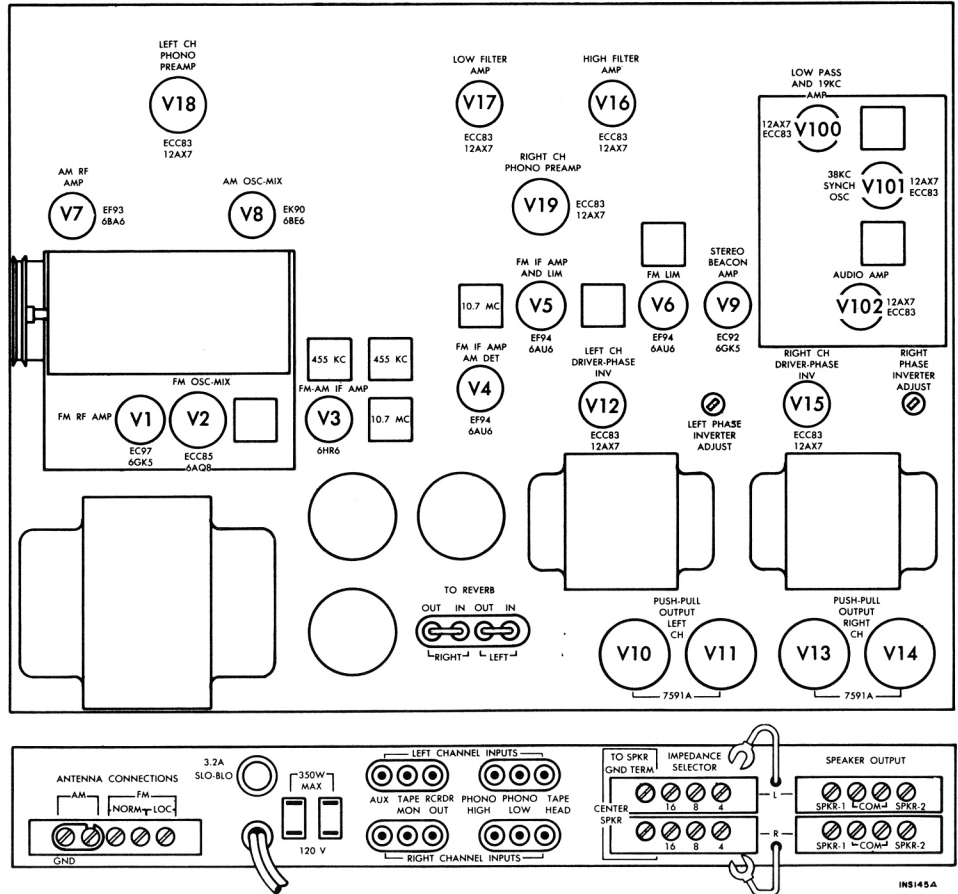 LEFT CH
PHONO
PREAMP
V18
ECC83
12AX7
LOW FILTER
AMP
V17
ECC83
12AX7
HIGH FILTER
AMP
V16
ECC83
12AX7
LOW PASS
AND 19KC
AMP
12AX7
ECC83
V100
38KC
SYNCH
OSC
V101
12AX7
ECC83
AUDIO AMP
V102
12AX7
ECC83
RIGHT CH
PHONO PREAMP
V19
ECC83
12AX7
AM RF
AMP
V7
EF93
6BA6
AM OSC-MIX
V8
EK90
6BE6
FM IF AMP
AND LIM
V5
EF94
6AU6
10.7 MC
FM LIM
V6
EF94
6AU6
STEREO
BEACON
AMP
V9
EC92
6GK5
455 KC
455 KC
FM IF AMP
AM DET
V4
EF94
6AU6
LEFT CH
DRIVER-PHASE
INV
V12
ECC83
12AX7
LEFT PHASE
INVERTER
ADJUST
RIGHT CH
DRIVER-PHASE
INV
V15
ECC83
12AX7
RIGHT
PHASE
INVERTER
ADJUST
FM RF AMP
V1
EC97
6GK5
FM OSC-MIX
V2
ECC85
6AQ8
FM-AM IF AMP
V3
6HR6
10.7 MC
TO REVERB
OUT IN OUT IN
RIGHT LEFT
PUSH-PULL
OUTPUT
LEFT
CH
V10 V11
7591A
PUSH-PULL
OUTPUT
RIGHT
CH
V13 V14
7591A
ANTENNA CONNECTIONS
AM FM
NORM LOC
GND
3.2A
SLO-BLO
350W
MAX
120 V
LEFT CHANNEL INPUTS
AUX TAPE MON RCRDR OUT PHONO HIGH PHONO LOW TAPE HEAD
RIGHT CHANNEL INPUTS
TO SPKR
GND TERM
IMPEDANCE
SELECTOR
16 8 4
CENTER
SPKR
16 8 4
L
R
SPEAKER OUTPUT
SPKR-1 COM SPKR-2
SPKR-1 COM SPKR-2
INS145A